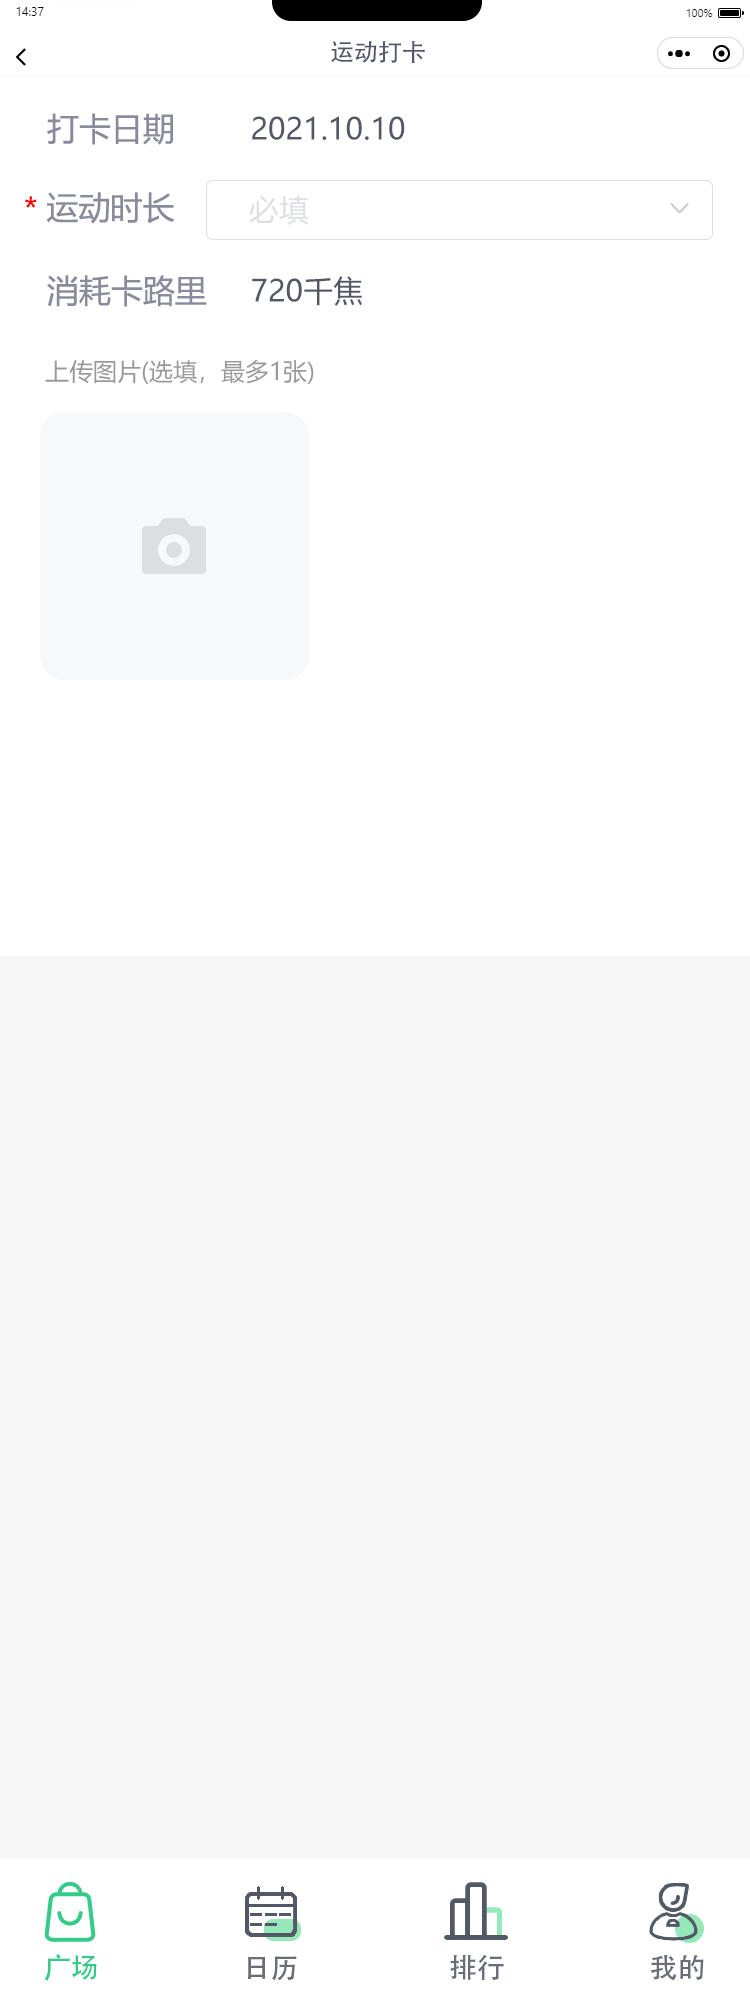 14:37
100%
运动打卡
打卡日期 2021.10.10
* 运动时长 必填
消耗卡路里 720千焦
上传图片(选填，最多1张)
广场 日历 排行 我的